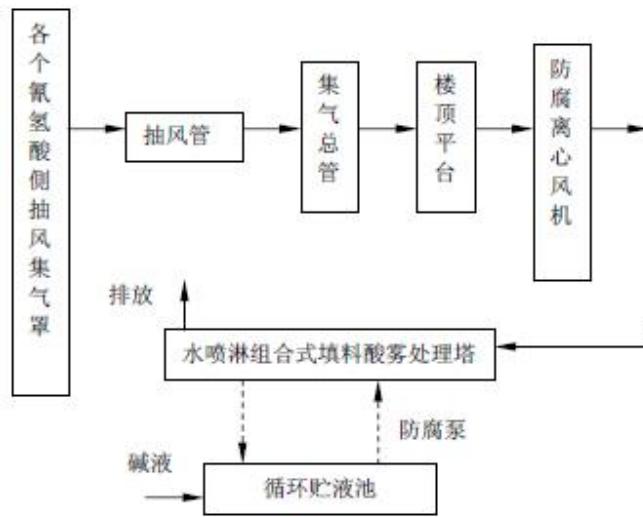 各个氰氢酸侧抽风集气罩
抽风管
集气总管
楼顶平台
防腐离心风机
排放
水喷淋组合式填料酸雾处理塔
防腐泵
碱液
循环贮液池